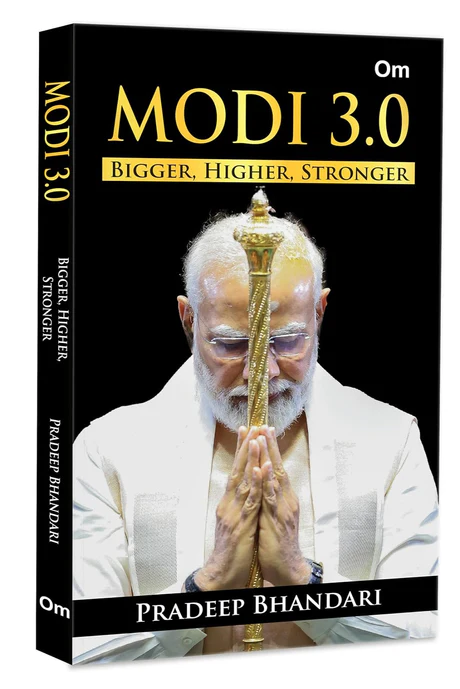 Om
MODI 3.0
BIGGER, HIGHER, STRONGER
PRADEEP BHANDARI
MODI 3.0
BIGGER, HIGHER,
STRONGER
PRADEEP BHANDARI
Om